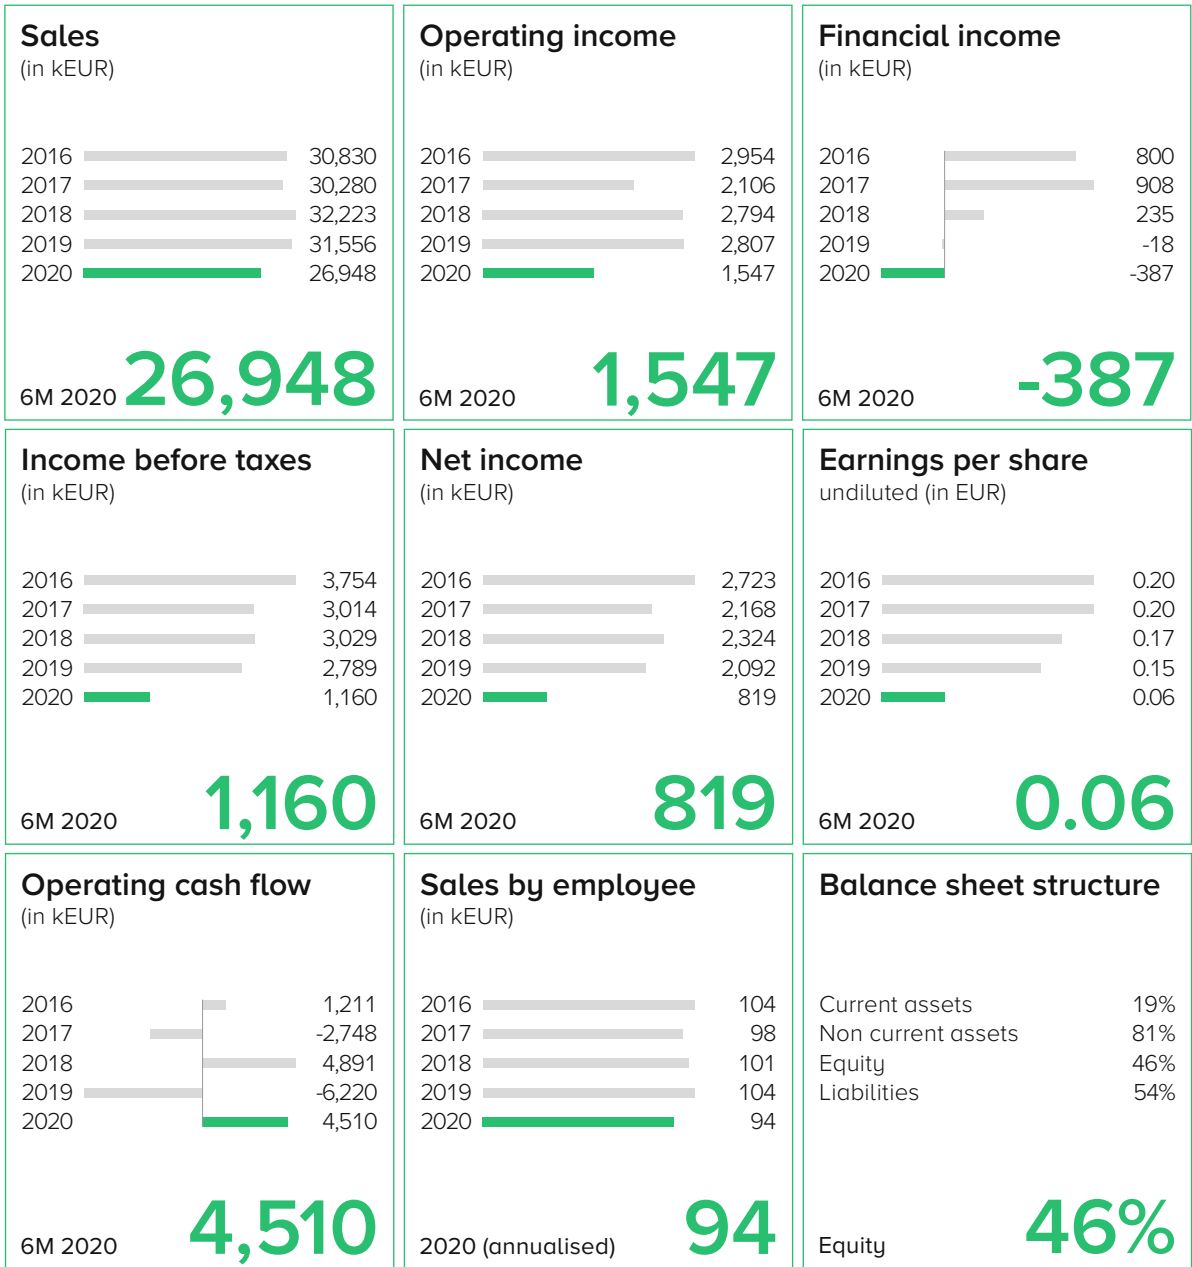 Sales
(in kEUR)
2016 30,830
2017 30,280
2018 32,223
2019 31,556
2020 26,948
6M 2020 26,948
Operating income
(in kEUR)
2016 2,954
2017 2,106
2018 2,794
2019 2,807
2020 1,547
6M 2020 1,547
Financial income
(in kEUR)
2016 800
2017 908
2018 235
2019 -18
2020 -387
6M 2020 -387
Income before taxes
(in kEUR)
2016 3,754
2017 3,014
2018 3,029
2019 2,789
2020 1,160
6M 2020 1,160
Net income
(in kEUR)
2016 2,723
2017 2,168
2018 2,324
2019 2,092
2020 819
6M 2020 819
Earnings per share
undiluted (in EUR)
2016 0.20
2017 0.20
2018 0.17
2019 0.15
2020 0.06
6M 2020 0.06
Operating cash flow
(in kEUR)
2016 1,211
2017 -2,748
2018 4,891
2019 -6,220
2020 4,510
6M 2020 4,510
Sales by employee
(in kEUR)
2016 104
2017 98
2018 101
2019 104
2020 94
2020 (annualised) 94
Balance sheet structure
Current assets 19%
Non current assets 81%
Equity 46%
Liabilities 54%
Equity 46%